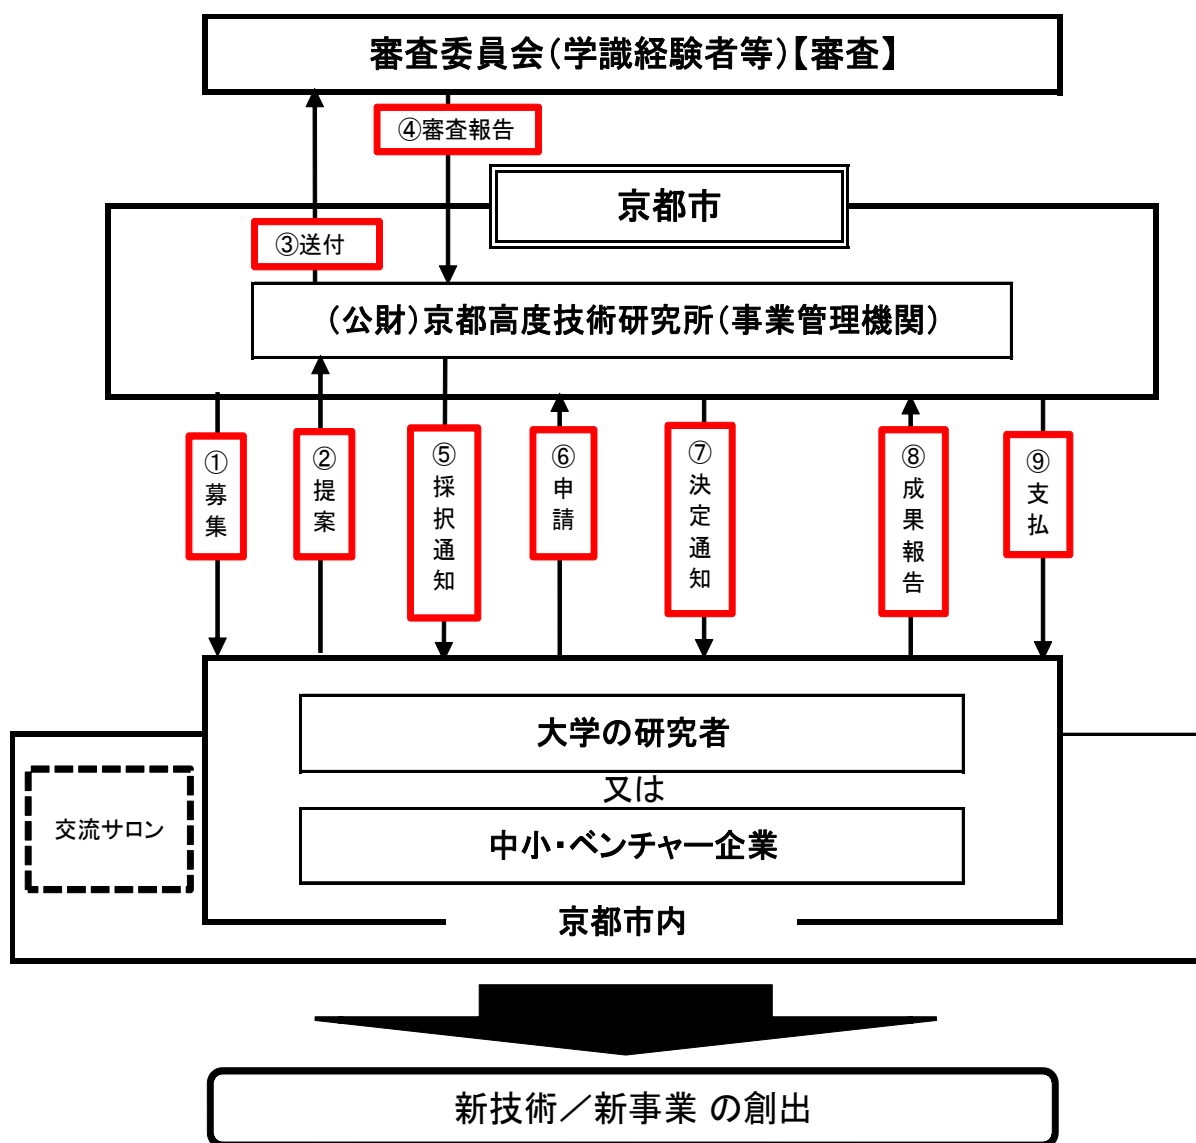 審査委員会（学識経験者等）【審査】
④審査報告
京都市
③送付
（公財）京都高度技術研究所（事業管理機関）
①募集
②提案
⑤採択通知
⑥申請
⑦決定通知
⑧成果報告
⑨支払
大学の研究者
又は
交流サロン
中小・ベンチャー企業
京都市内
新技術／新事業 の創出